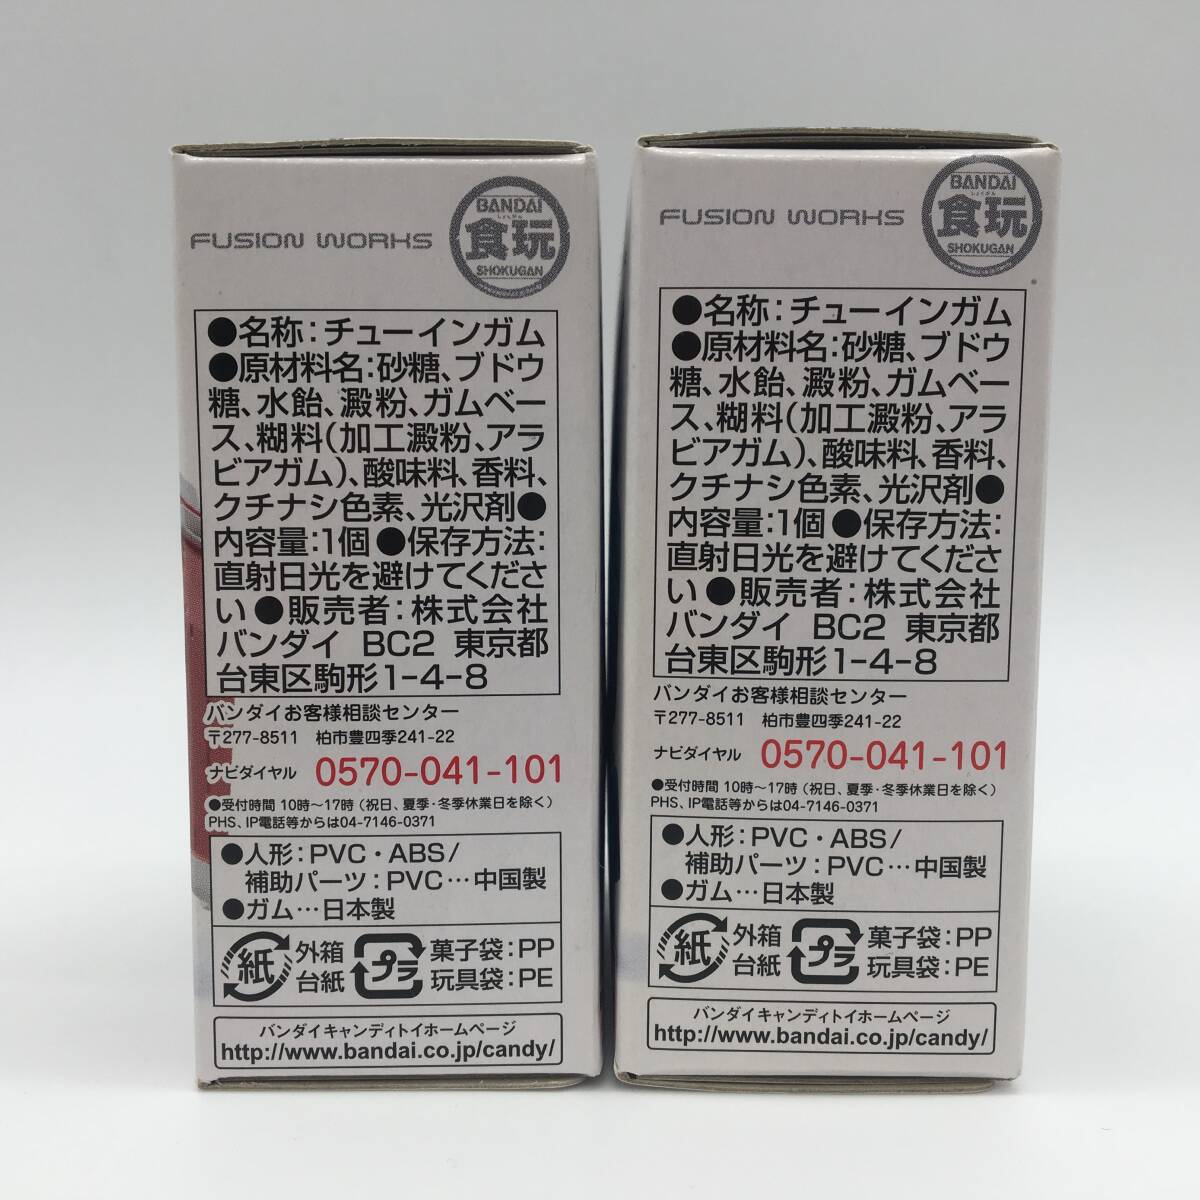 FUSION WORKS
BANDAI
しょくがん
食玩
SHOKUGAN
●名称：チューインガム
●原材料名：砂糖、ブドウ
糖、水飴、澱粉、ガムベー
ス、糊料（加工澱粉、アラ
ビアガム）、酸味料、香料、
クチナシ色素、光沢剤●
内容量：1個 ●保存方法：
直射日光を避けてくださ
い ●販売者：株式会社
バンダイ BC2 東京都
台東区駒形1-4-8
バンダイお客様相談センター
〒277-8511 柏市豊四季241-22
ナビダイヤル 0570-041-101
●受付時間 10時～17時（祝日、夏季・冬季休業日を除く）
PHS、IP電話等からは04-7146-0371
●人形：PVC・ABS/
補助パーツ：PVC…中国製
●ガム…日本製
紙 外箱
台紙
プラ 菓子袋：PP
玩具袋：PE
バンダイキャンディトイホームページ
http://www.bandai.co.jp/candy/
FUSION WORKS
BANDAI
しょくがん
食玩
SHOKUGAN
●名称：チューインガム
●原材料名：砂糖、ブドウ
糖、水飴、澱粉、ガムベー
ス、糊料（加工澱粉、アラ
ビアガム）、酸味料、香料、
クチナシ色素、光沢剤●
内容量：1個 ●保存方法：
直射日光を避けてくださ
い ●販売者：株式会社
バンダイ BC2 東京都
台東区駒形1-4-8
バンダイお客様相談センター
〒277-8511 柏市豊四季241-22
ナビダイヤル 0570-041-101
●受付時間 10時～17時（祝日、夏季・冬季休業日を除く）
PHS、IP電話等からは04-7146-0371
●人形：PVC・ABS/
補助パーツ：PVC…中国製
●ガム…日本製
紙 外箱
台紙
プラ 菓子袋：PP
玩具袋：PE
バンダイキャンディトイホームページ
http://www.bandai.co.jp/candy/